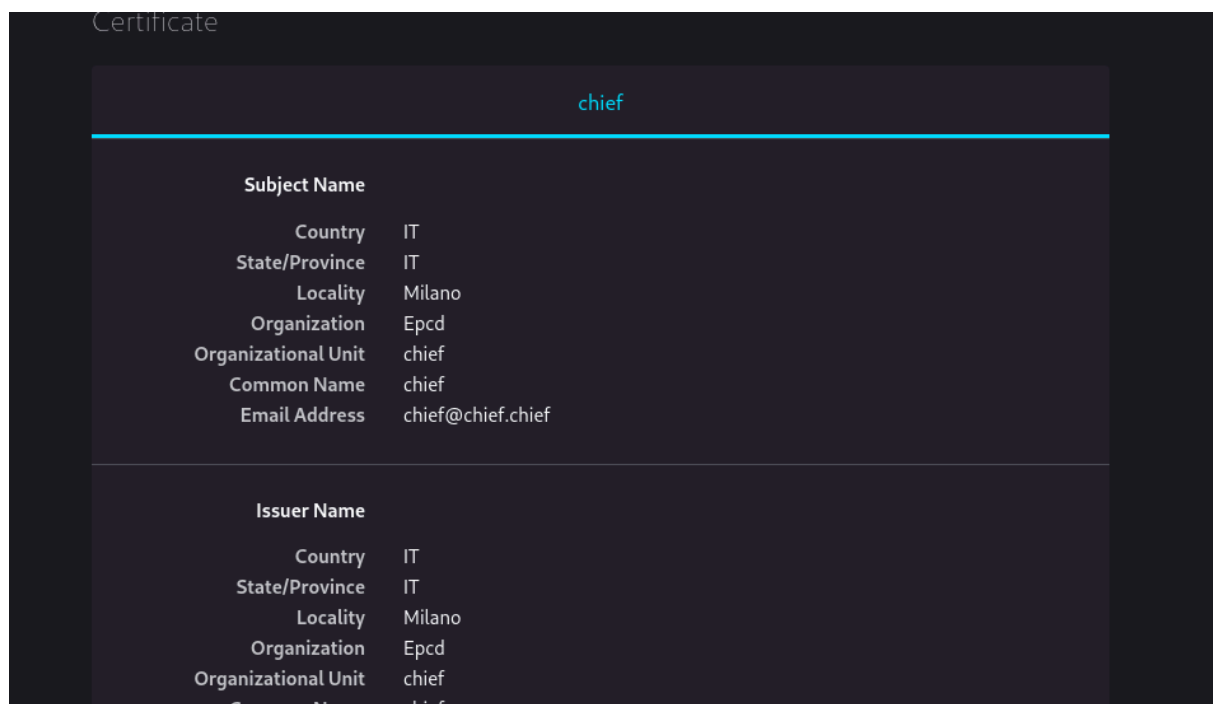 Certificate
chief
Subject Name
Country IT
State/Province IT
Locality Milano
Organization Epcd
Organizational Unit chief
Common Name chief
Email Address chief@chief.chief
Issuer Name
Country IT
State/Province IT
Locality Milano
Organization Epcd
Organizational Unit chief